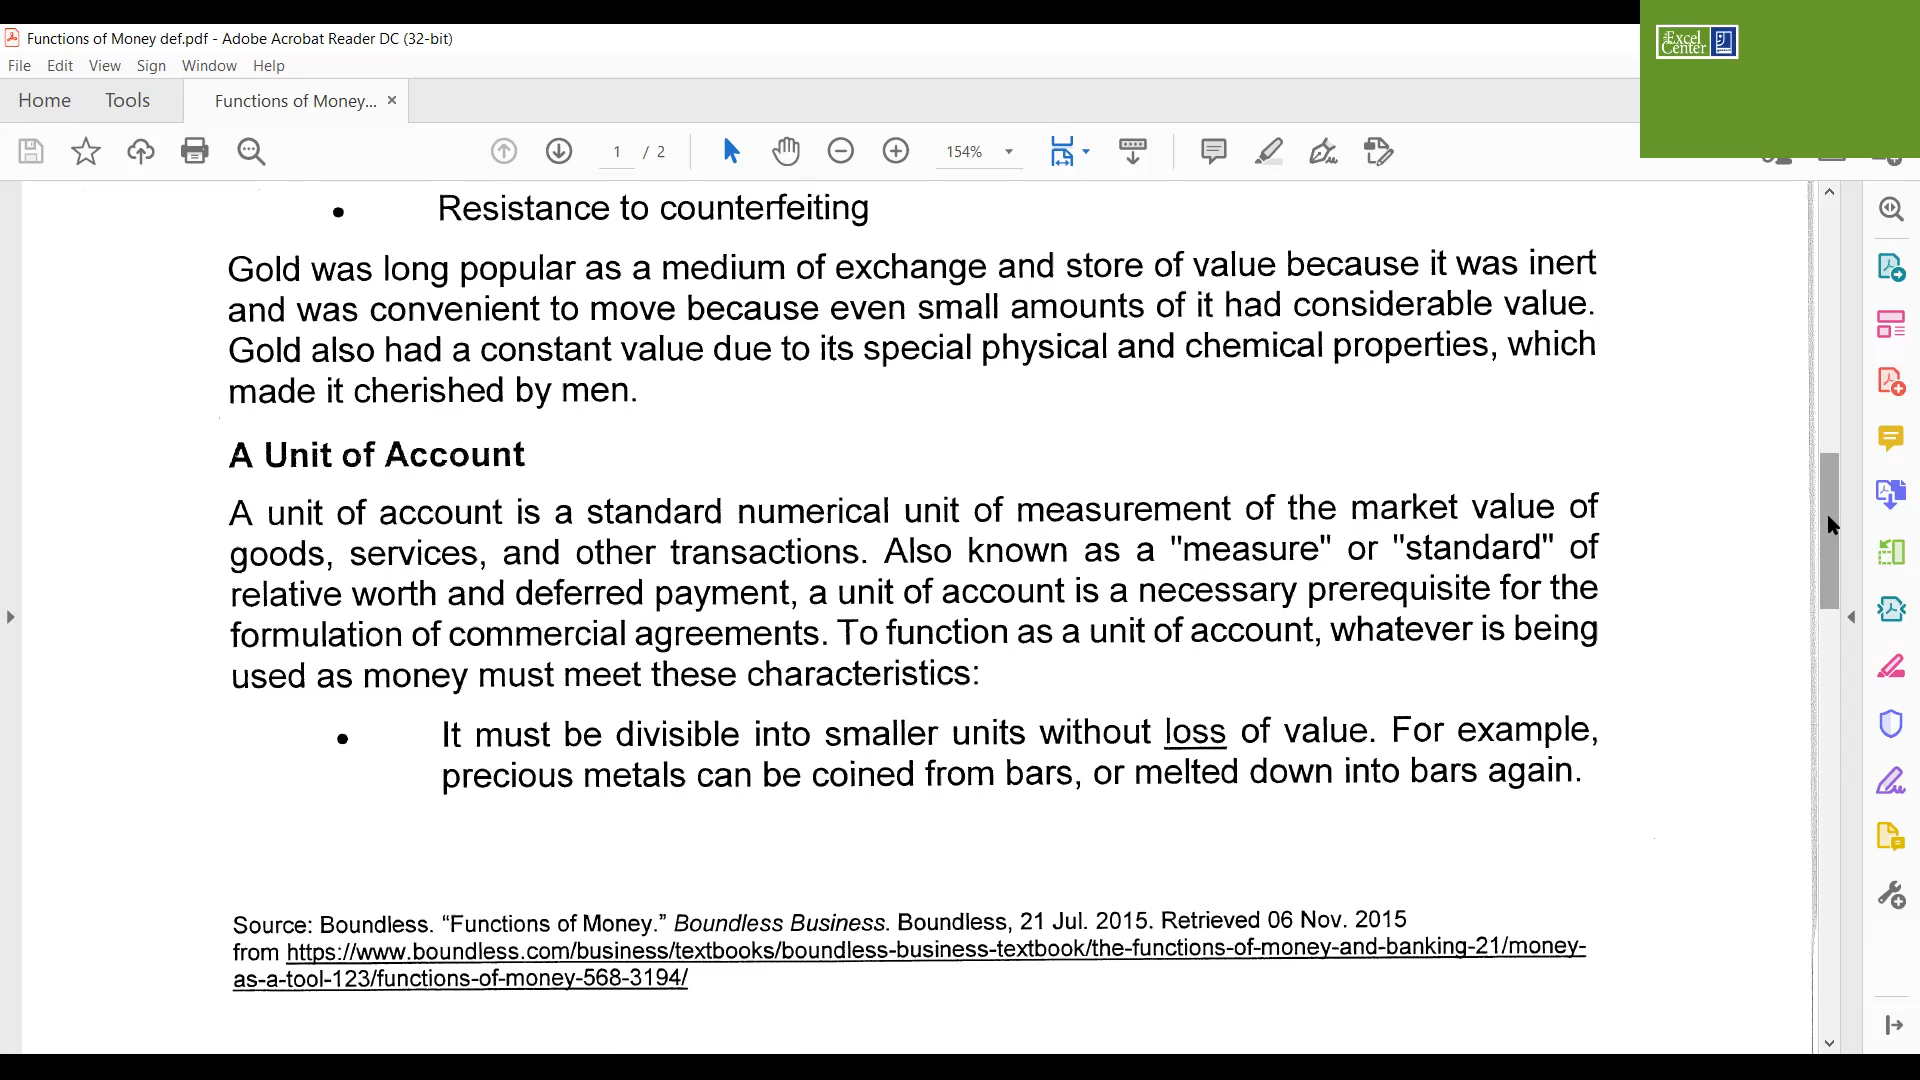 Functions of Money def.pdf - Adobe Acrobat Reader DC (32-bit)
File Edit View Sign Window Help
Home Tools Functions of Money... ×
1 / 2 154%
The Excel Center
• Resistance to counterfeiting
Gold was long popular as a medium of exchange and store of value because it was inert
and was convenient to move because even small amounts of it had considerable value.
Gold also had a constant value due to its special physical and chemical properties, which
made it cherished by men.
A Unit of Account
A unit of account is a standard numerical unit of measurement of the market value of
goods, services, and other transactions. Also known as a "measure" or "standard" of
relative worth and deferred payment, a unit of account is a necessary prerequisite for the
formulation of commercial agreements. To function as a unit of account, whatever is being
used as money must meet these characteristics:
• It must be divisible into smaller units without loss of value. For example,
precious metals can be coined from bars, or melted down into bars again.
Source: Boundless. “Functions of Money.” Boundless Business. Boundless, 21 Jul. 2015. Retrieved 06 Nov. 2015
from https://www.boundless.com/business/textbooks/boundless-business-textbook/the-functions-of-money-and-banking-21/money-
as-a-tool-123/functions-of-money-568-3194/